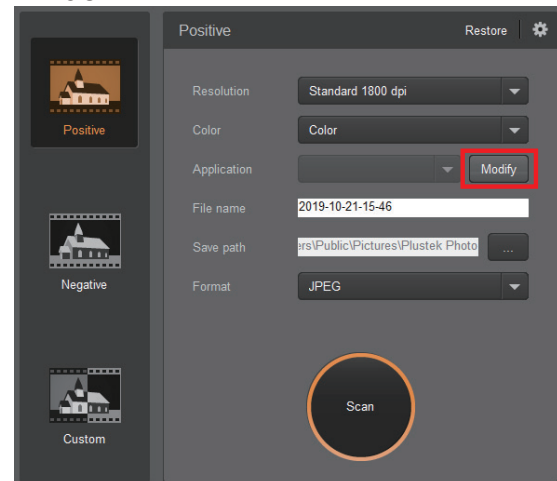 Positive
Restore
Positive
Negative
Custom
Resolution
Standard 1800 dpi
Color
Color
Application
Modify
File name
2019-10-21-15-46
Save path
ers\Public\Pictures\Plustek Photo
...
Format
JPEG
Scan